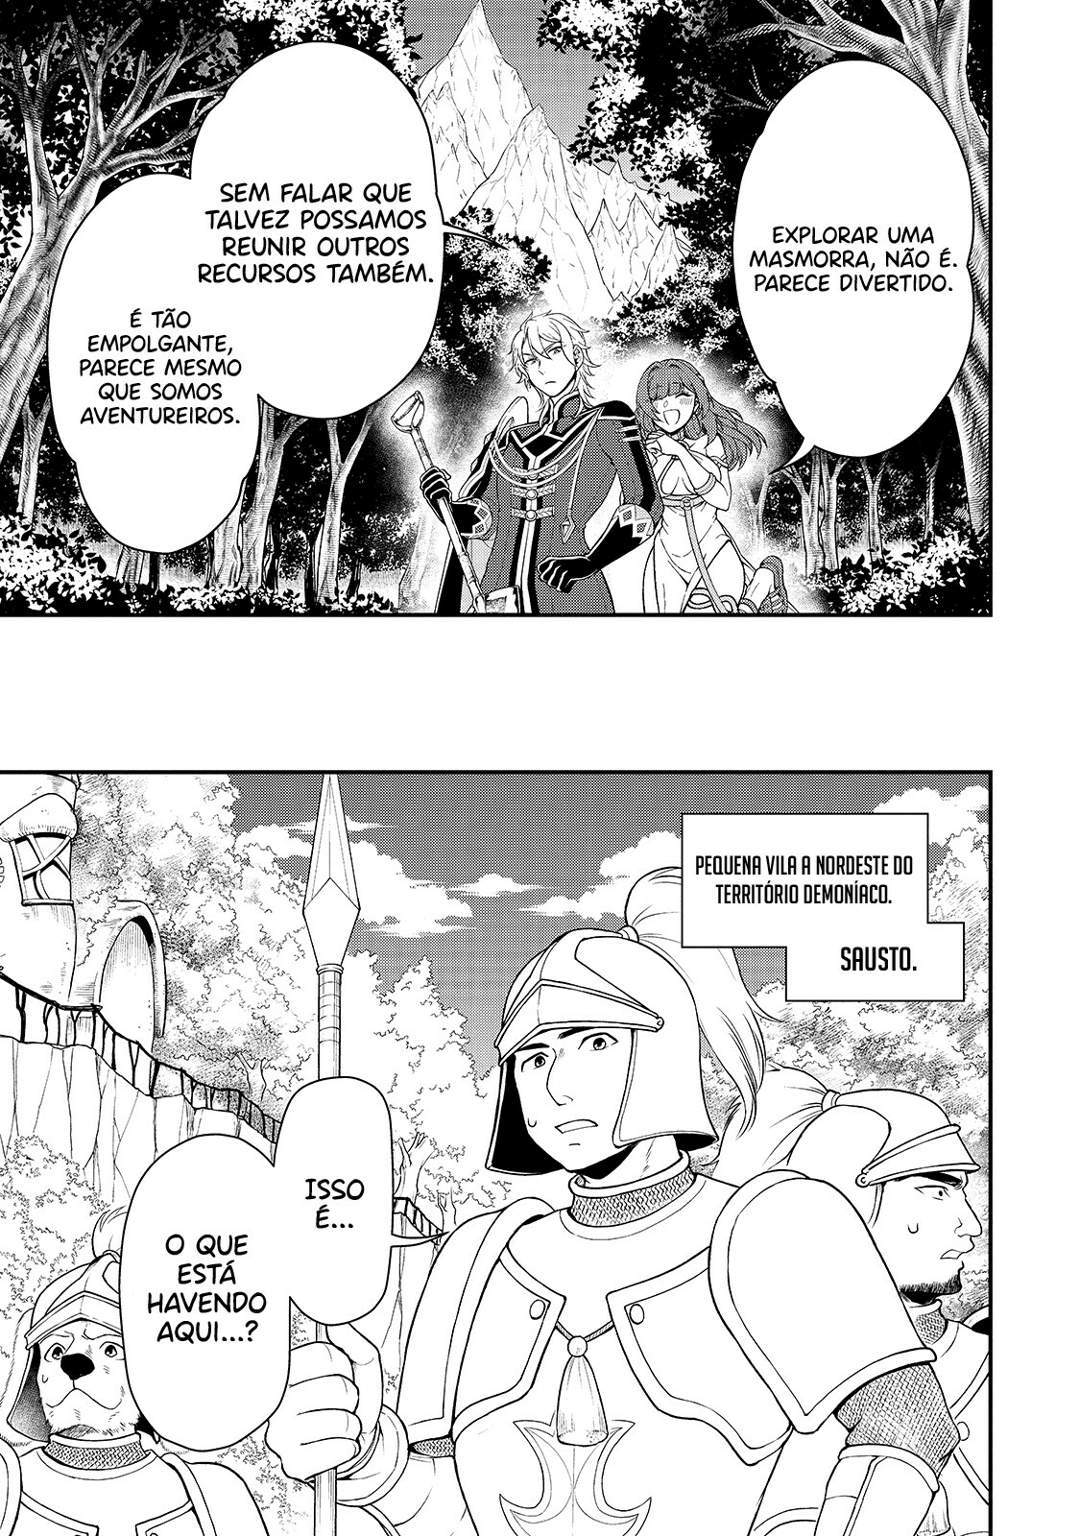 EXPLORAR UMA
MASMORRA, NÃO É.
PARECE DIVERTIDO.
SEM FALAR QUE
TALVEZ POSSAMOS
REUNIR OUTROS
RECURSOS TAMBÉM.
É TÃO
EMPOLGANTE,
PARECE MESMO
QUE SOMOS
AVENTUREIROS.
PEQUENA VILA A NORDESTE DO
TERRITÓRIO DEMONÍACO.
SAUSTO.
ISSO
É...
O QUE
ESTÁ
HAVENDO
AQUI...?